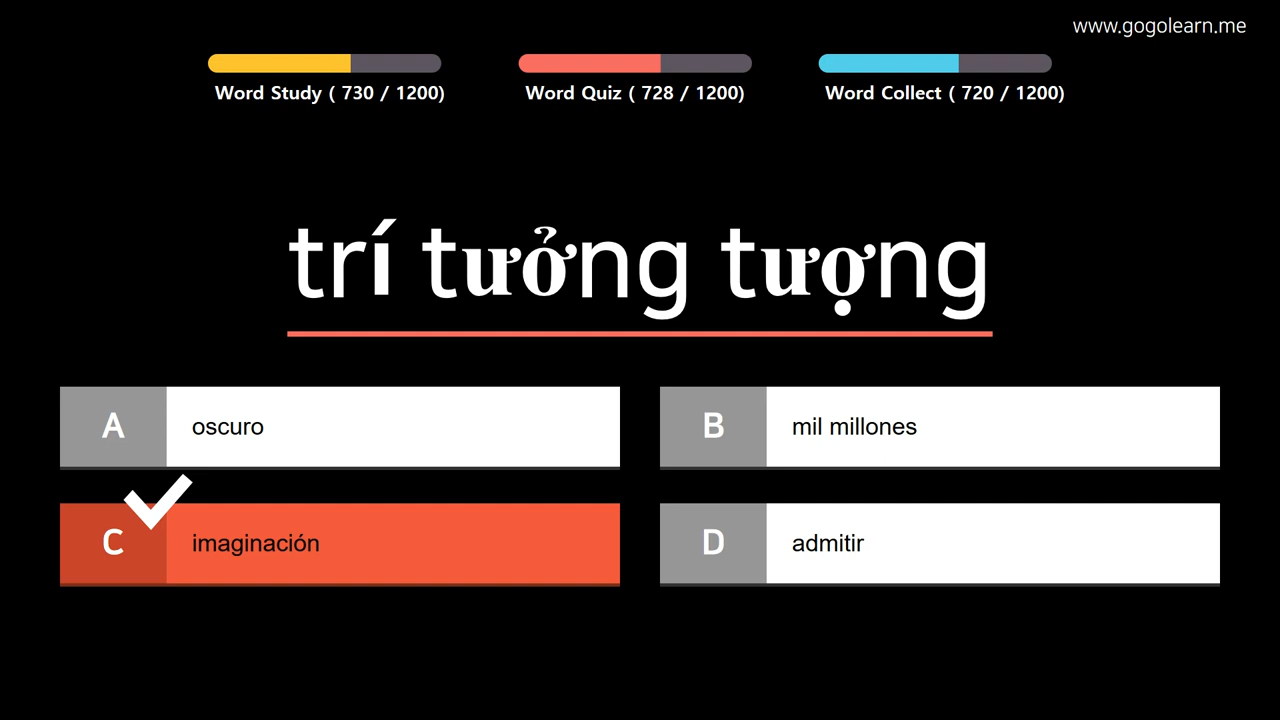 www.gogolearn.me
Word Study ( 730 / 1200)
Word Quiz ( 728 / 1200)
Word Collect ( 720 / 1200)
trí tưởng tượng
A oscuro
B mil millones
C imaginación
D admitir